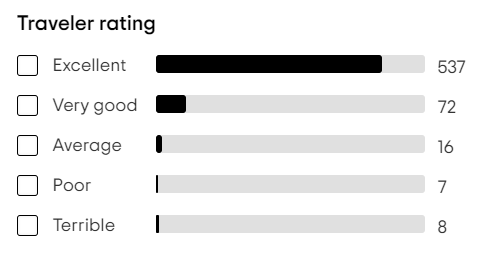 Traveler rating
Excellent 537
Very good 72
Average 16
Poor 7
Terrible 8